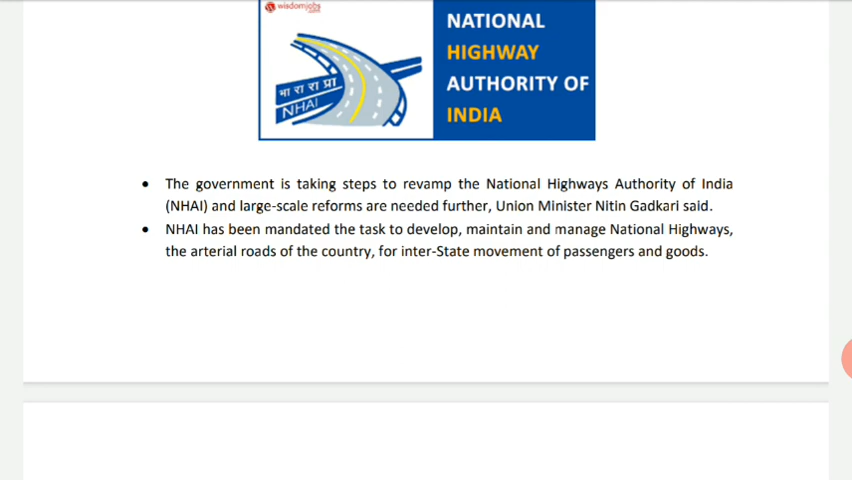 wisdomjobs
NATIONAL
HIGHWAY
AUTHORITY OF
INDIA
भा रा रा प्रा
NHAI
• The government is taking steps to revamp the National Highways Authority of India
(NHAI) and large-scale reforms are needed further, Union Minister Nitin Gadkari said.
• NHAI has been mandated the task to develop, maintain and manage National Highways,
the arterial roads of the country, for inter-State movement of passengers and goods.